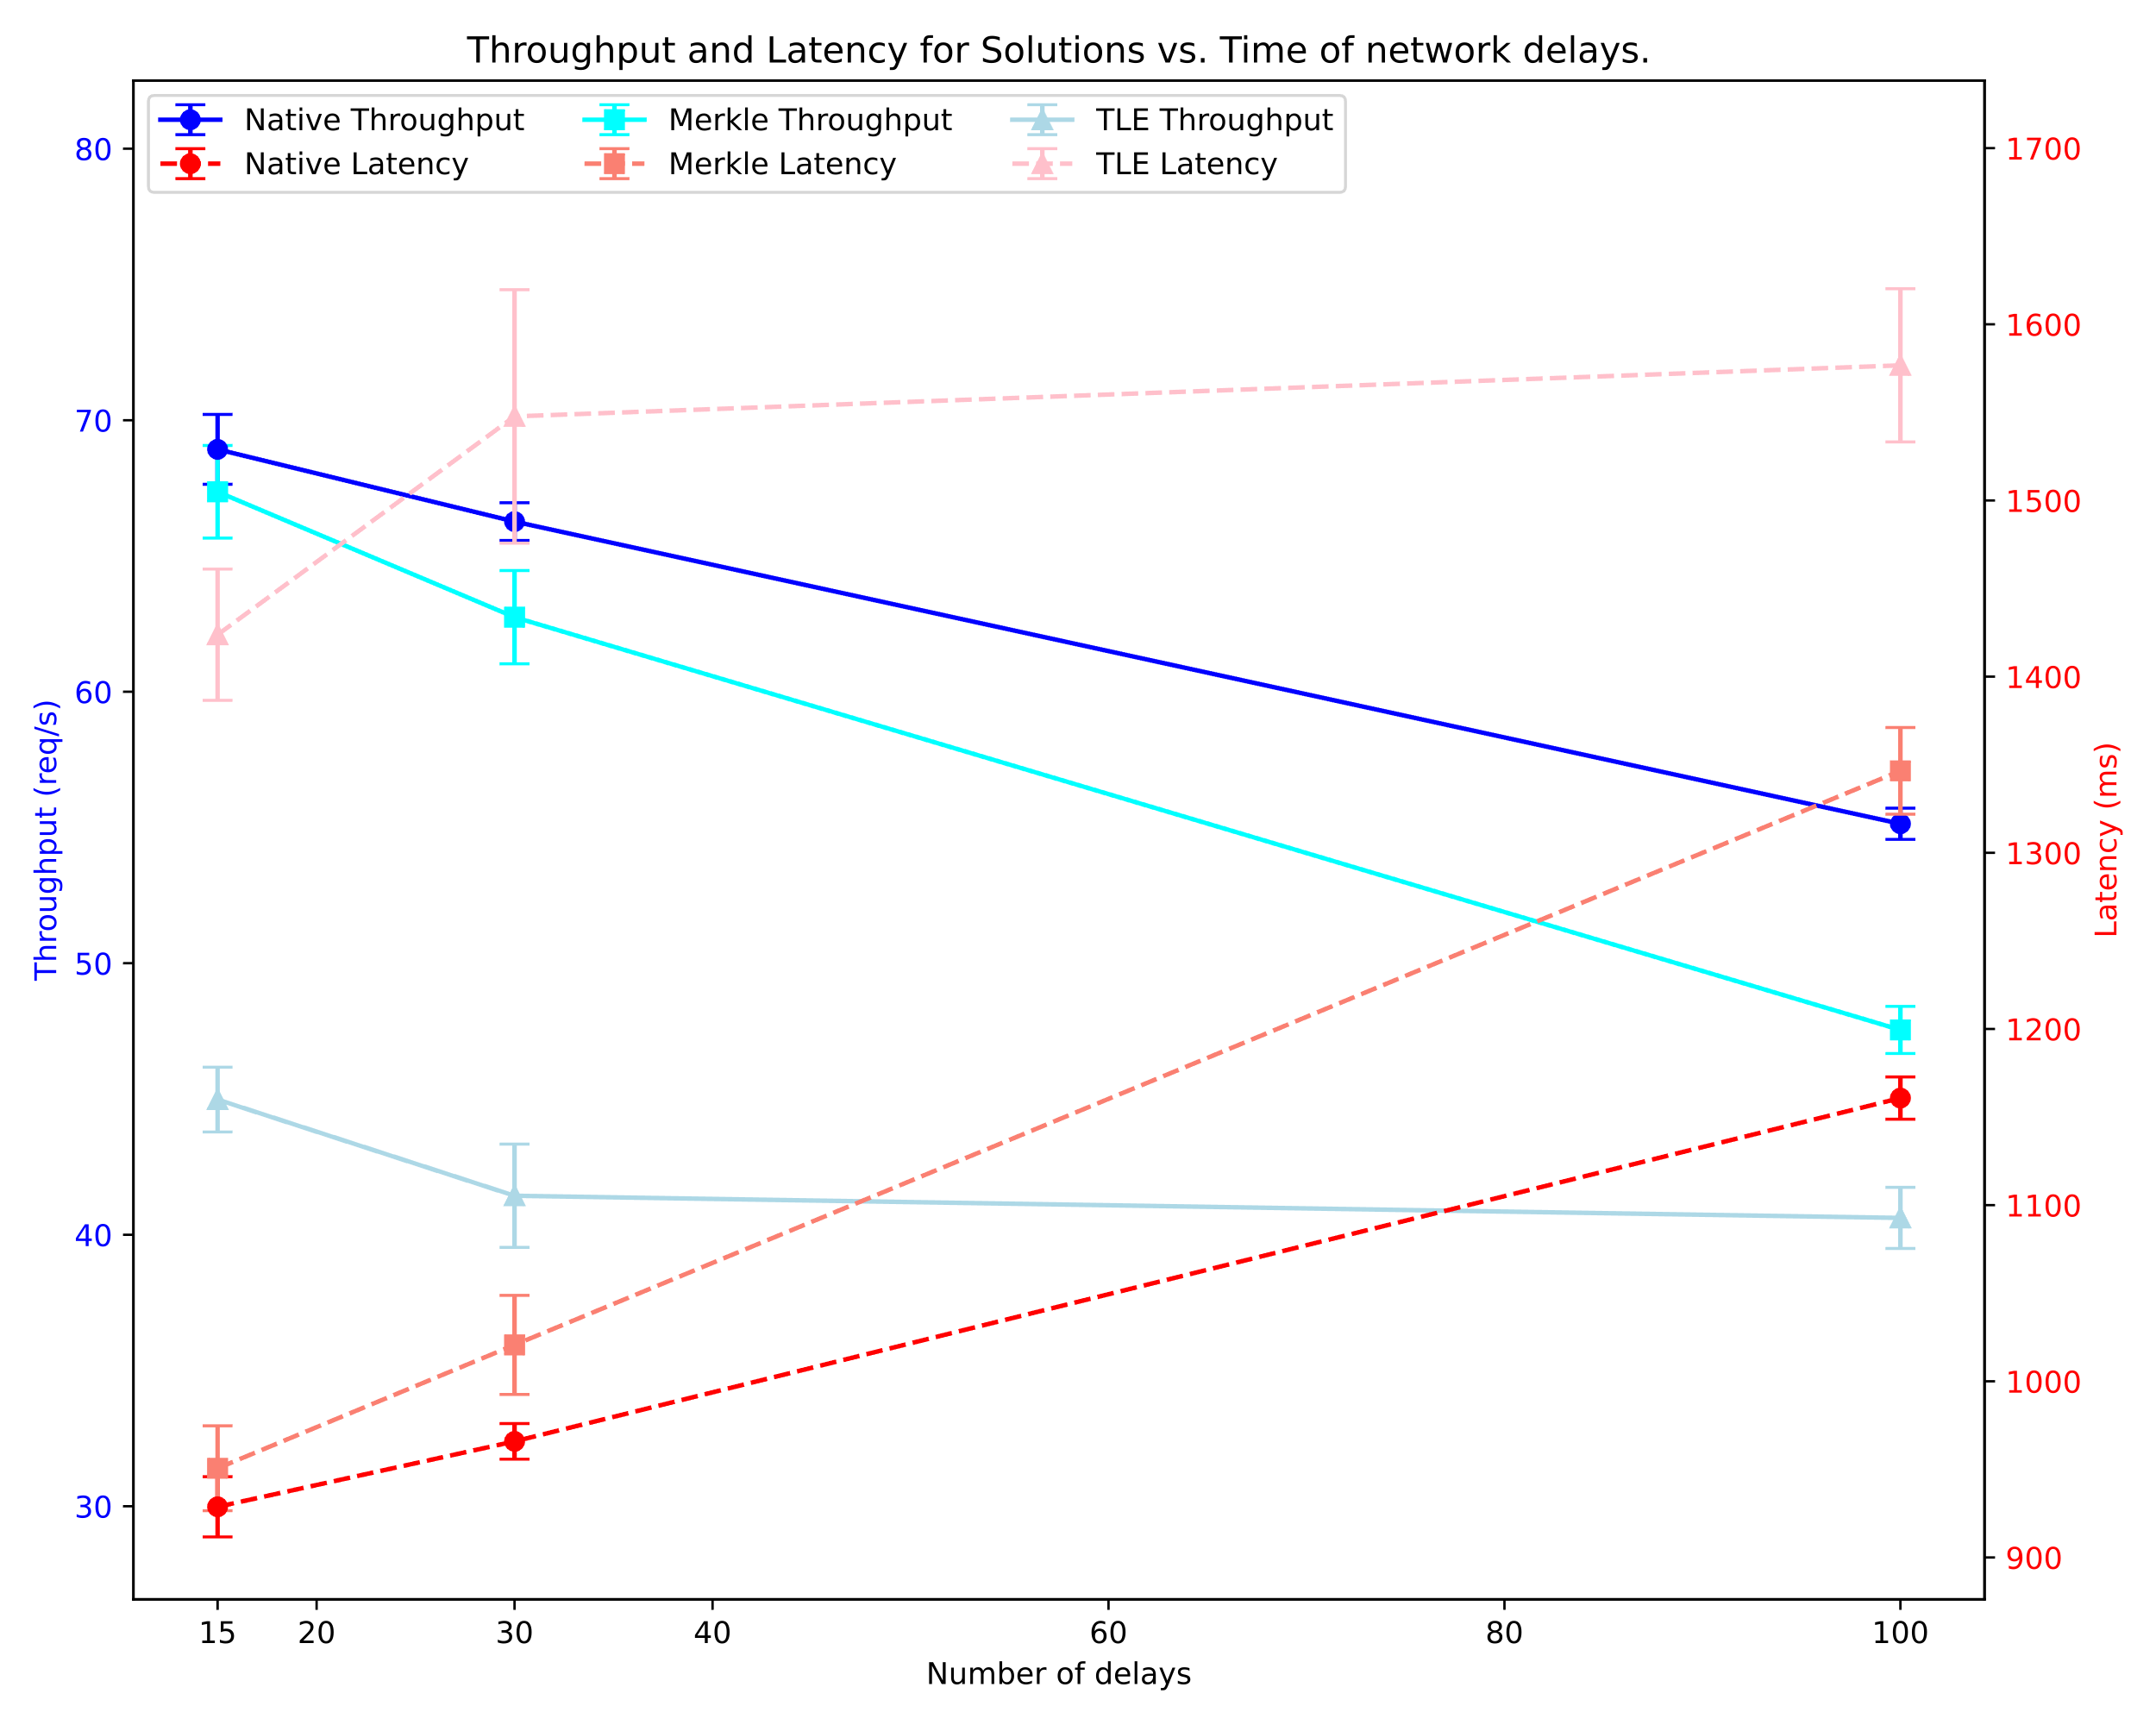 Throughput and Latency for Solutions vs. Time of network delays.
Native Throughput
Native Latency
Merkle Throughput
Merkle Latency
TLE Throughput
TLE Latency
Throughput (req/s)
80
70
60
50
40
30
1700
1600
1500
1400
1300
1200
1100
1000
900
Latency (ms)
15 20 30 40 60 80 100
Number of delays